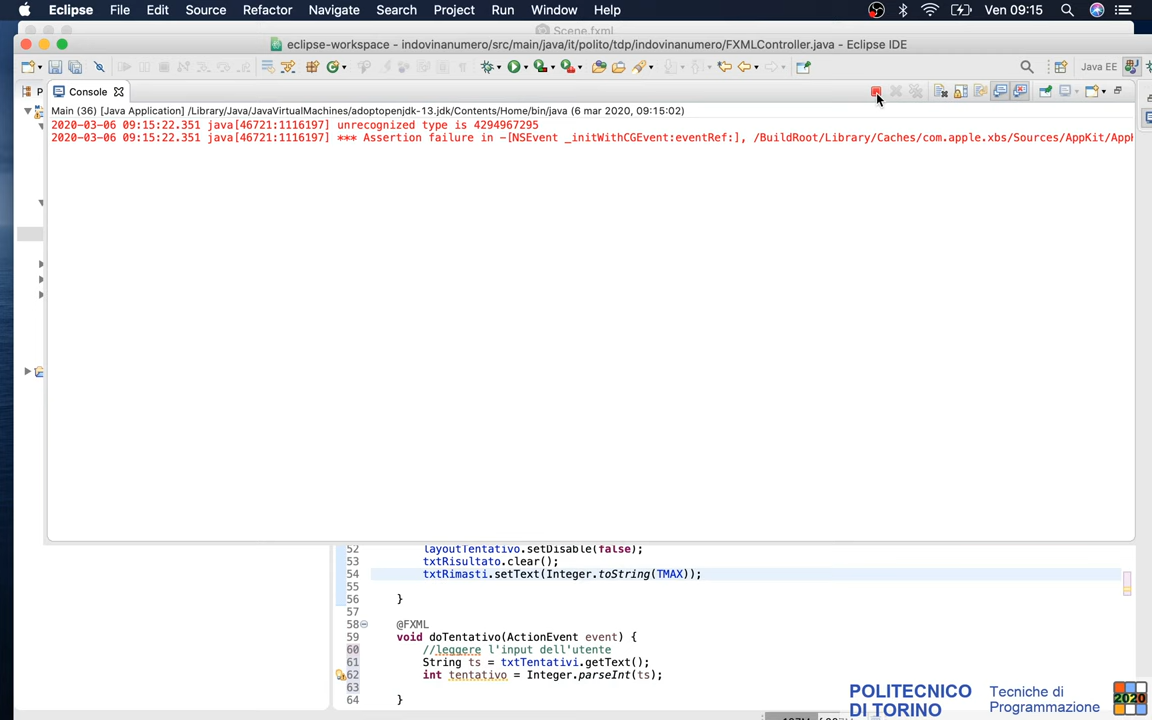 Eclipse File Edit Source Refactor Navigate Search Project Run Window Help Ven 09:15
Scene.fxml
eclipse-workspace - indovinanumero/src/main/java/it/polito/tdp/indovinanumero/FXMLController.java - Eclipse IDE
Java EE
P Console
Main (36) [Java Application] /Library/Java/JavaVirtualMachines/adoptopenjdk-13.jdk/Contents/Home/bin/java (6 mar 2020, 09:15:02)
2020-03-06 09:15:22.351 java[46721:1116197] unrecognized type is 4294967295
2020-03-06 09:15:22.351 java[46721:1116197] *** Assertion failure in -[NSEvent _initWithCGEvent:eventRef:], /BuildRoot/Library/Caches/com.apple.xbs/Sources/AppKit/App
52 layoutTentativo.setDisable(false);
53 txtRisultato.clear();
54 txtRimasti.setText(Integer.toString(TMAX));
55
56 }
57
58 @FXML
59 void doTentativo(ActionEvent event) {
60 //leggere l'input dell'utente
61 String ts = txtTentativi.getText();
62 int tentativo = Integer.parseInt(ts);
63
64 }
POLITECNICO
DI TORINO
Tecniche di
Programmazione
2020